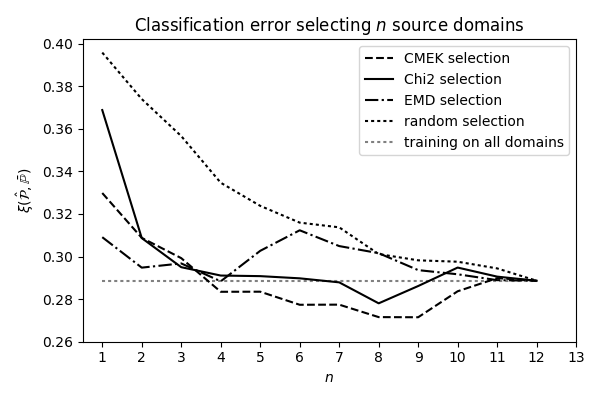 Classification error selecting n source domains
CMEK selection
Chi2 selection
EMD selection
random selection
training on all domains
0.40
0.38
0.36
0.34
0.32
0.30
0.28
0.26
ξ(𝒫̂, ℙ̄)
1 2 3 4 5 6 7 8 9 10 11 12 13
n